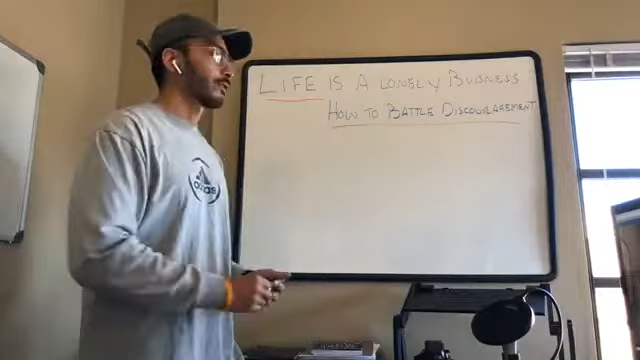 LIFE IS A LONELY BUSINESS
HOW TO BATTLE DISCOURAGEMENT
adidas